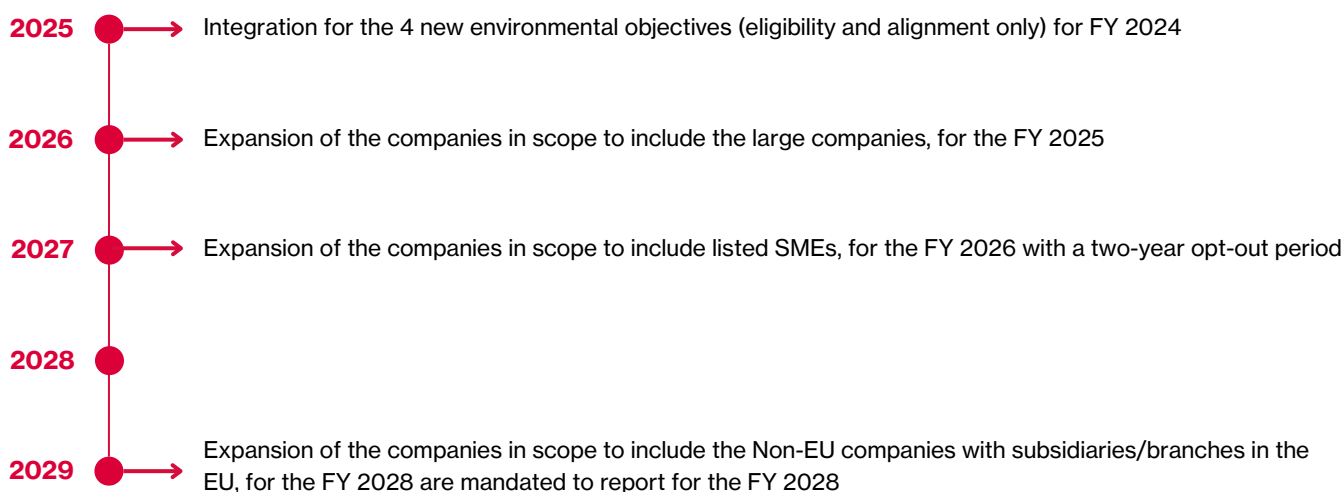 2025 Integration for the 4 new environmental objectives (eligibility and alignment only) for FY 2024
2026 Expansion of the companies in scope to include the large companies, for the FY 2025
2027 Expansion of the companies in scope to include listed SMEs, for the FY 2026 with a two-year opt-out period
2028
2029 Expansion of the companies in scope to include the Non-EU companies with subsidiaries/branches in the
EU, for the FY 2028 are mandated to report for the FY 2028